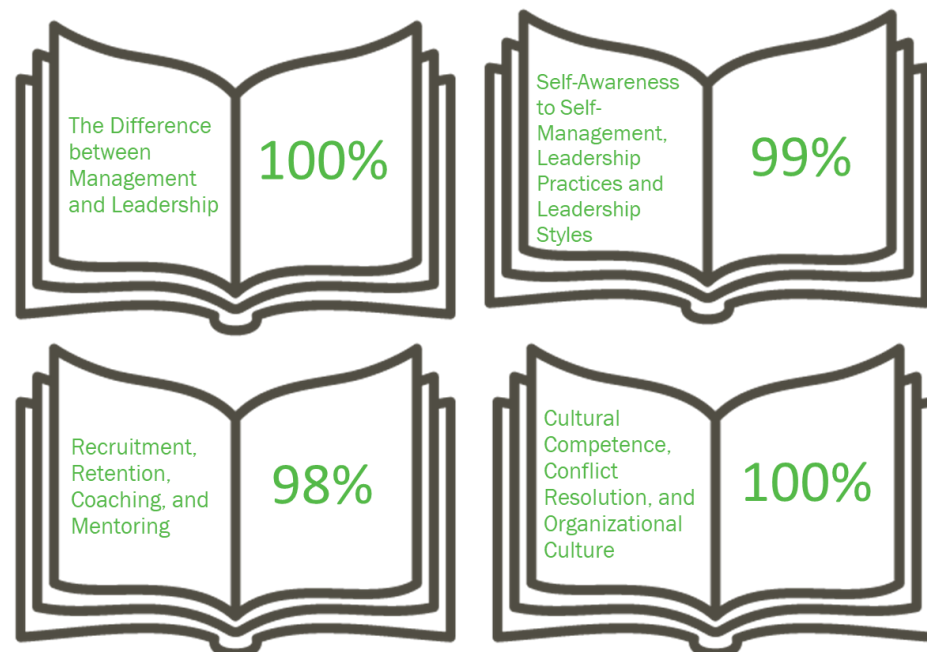 The Difference
between
Management
and Leadership
100%
Self-Awareness
to Self-
Management,
Leadership
Practices and
Leadership
Styles
99%
Recruitment,
Retention,
Coaching, and
Mentoring
98%
Cultural
Competence,
Conflict
Resolution, and
Organizational
Culture
100%